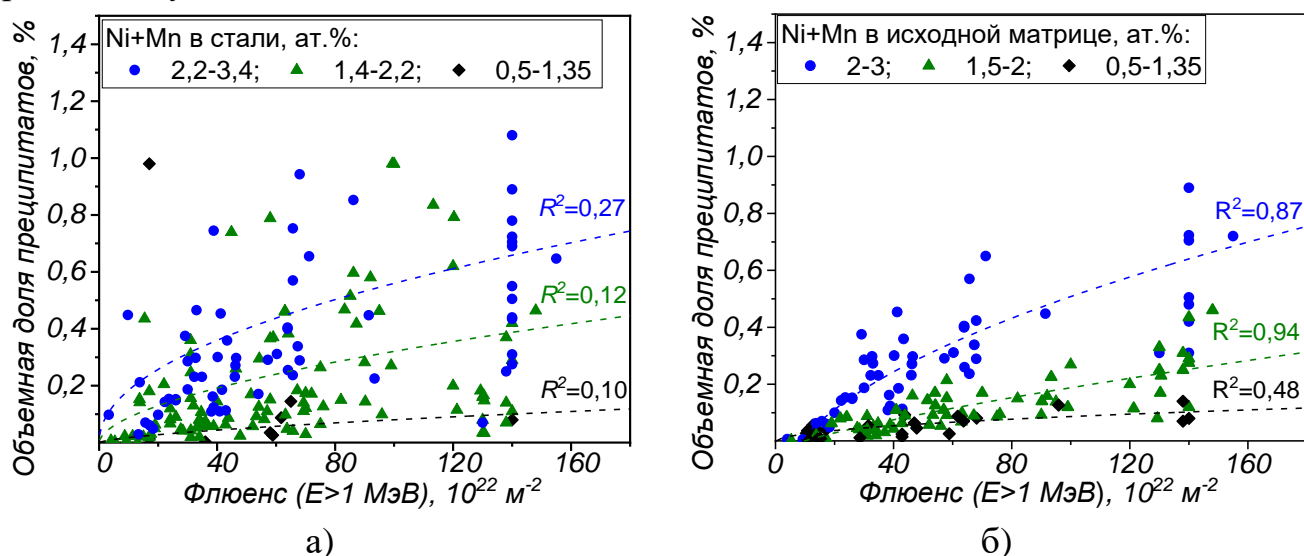 Ni+Mn в стали, ат.%:
2,2-3,4; 1,4-2,2; 0,5-1,35
Объемная доля преципитатов, %
1,4
1,2
1,0
0,8
0,6
0,4
0,2
R²=0,27
R²=0,12
R²=0,10
0 40 80 120 160
Флюенс (E>1 МэВ), 10²² м⁻²
а)
Ni+Mn в исходной матрице, ат.%:
2-3; 1,5-2; 0,5-1,35
Объемная доля преципитатов, %
1,4
1,2
1,0
0,8
0,6
0,4
0,2
R²=0,87
R²=0,94
R²=0,48
0 40 80 120 160
Флюенс (E>1 МэВ), 10²² м⁻²
б)